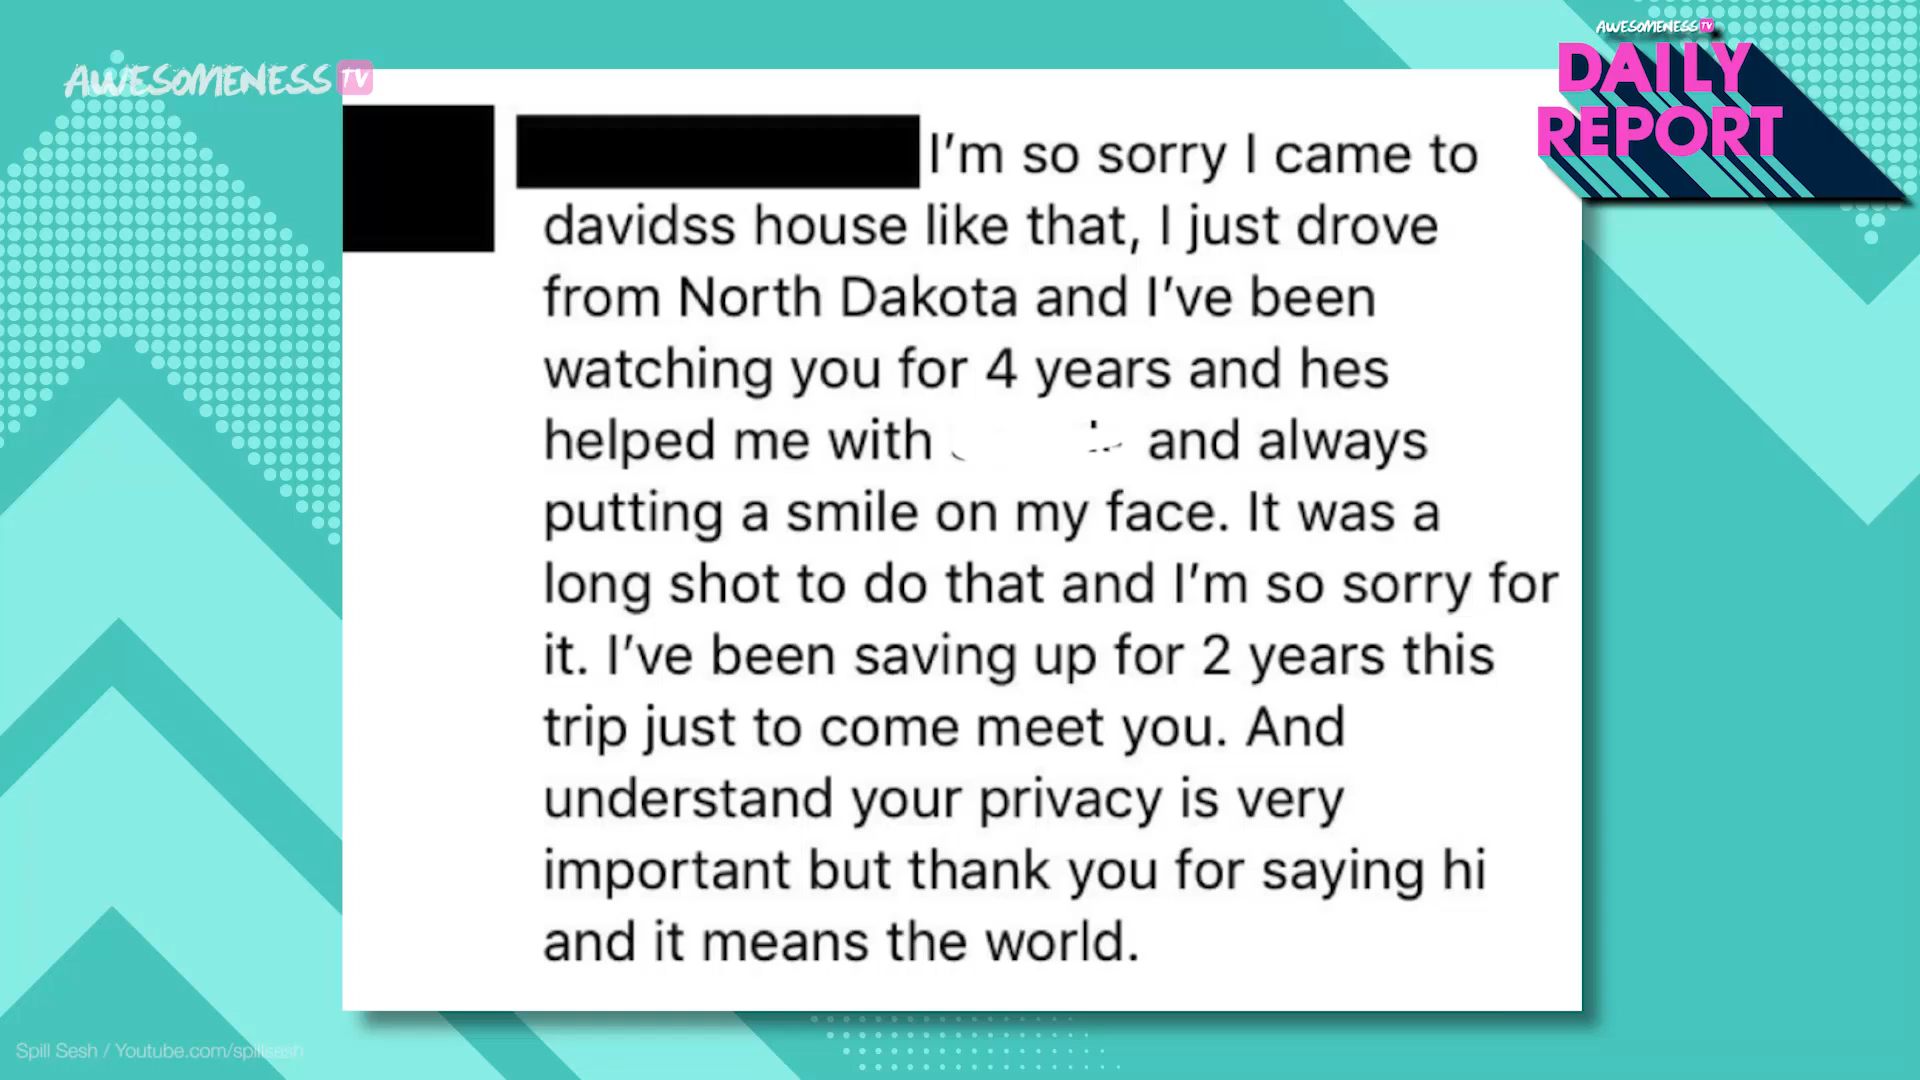 AWESOMENESS TV
AWESOMENESS TV
DAILY
REPORT
I'm so sorry I came to
davidss house like that, I just drove
from North Dakota and I've been
watching you for 4 years and hes
helped me with and always
putting a smile on my face. It was a
long shot to do that and I'm so sorry for
it. I've been saving up for 2 years this
trip just to come meet you. And
understand your privacy is very
important but thank you for saying hi
and it means the world.
Spill Sesh / Youtube.com/spillsesh